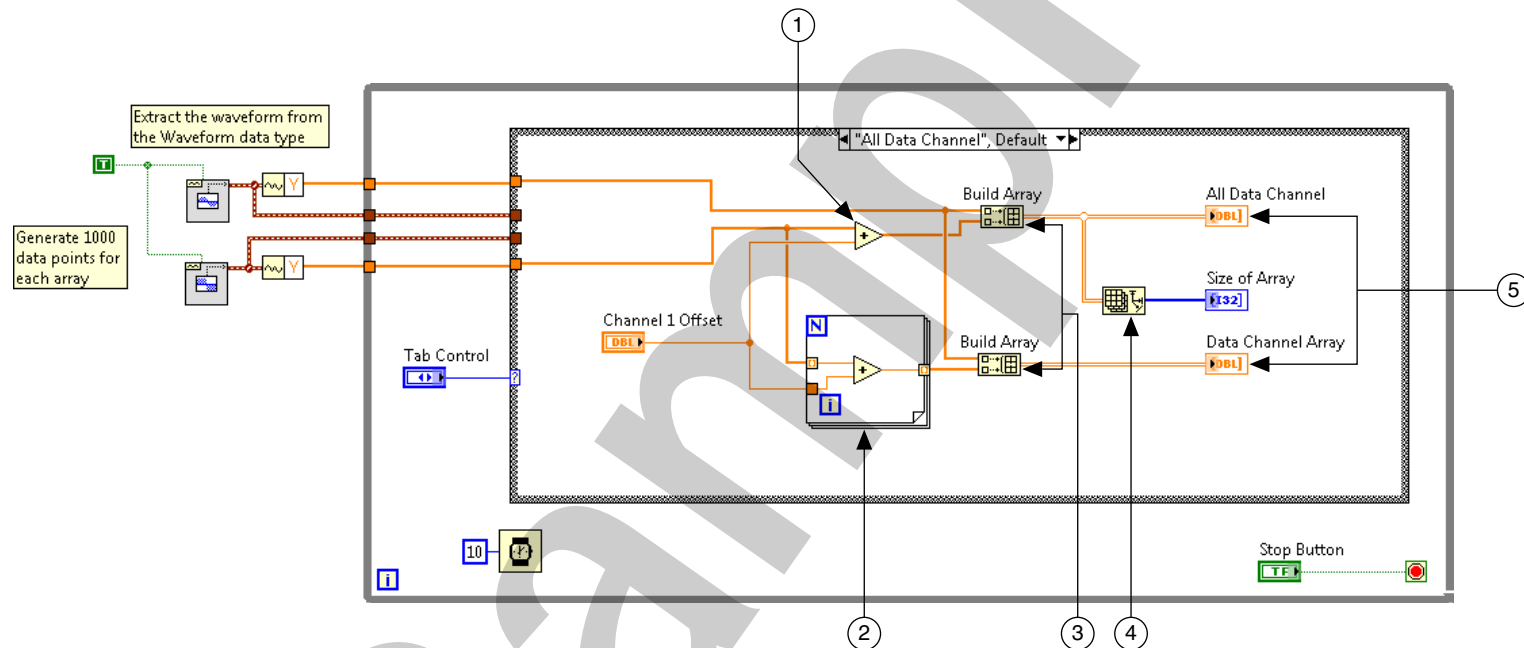 1
Extract the waveform from
the Waveform data type
"All Data Channel", Default
T
Y
Build Array
All Data Channel
DBL]
Generate 1000
data points for
each array
Y
Size of Array
[I32]
5
Channel 1 Offset
DBL
N
Build Array
Data Channel Array
DBL]
Tab Control
?
i
10
Stop Button
TF
i
2
3
4